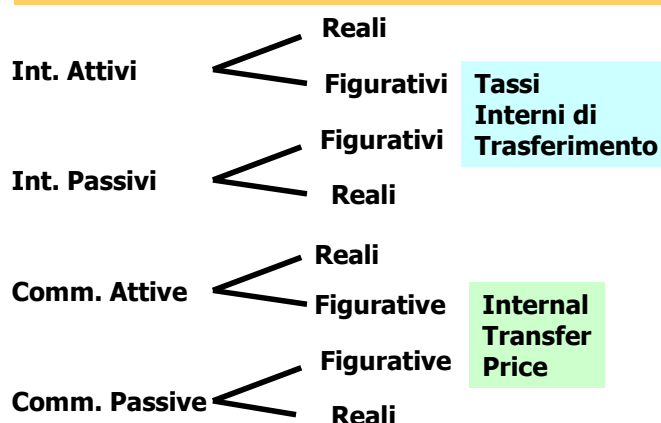 Reali
Int. Attivi
Figurativi
Tassi
Interni di
Trasferimento
Figurativi
Int. Passivi
Reali
Reali
Comm. Attive
Figurative
Internal
Transfer
Price
Figurative
Comm. Passive
Reali